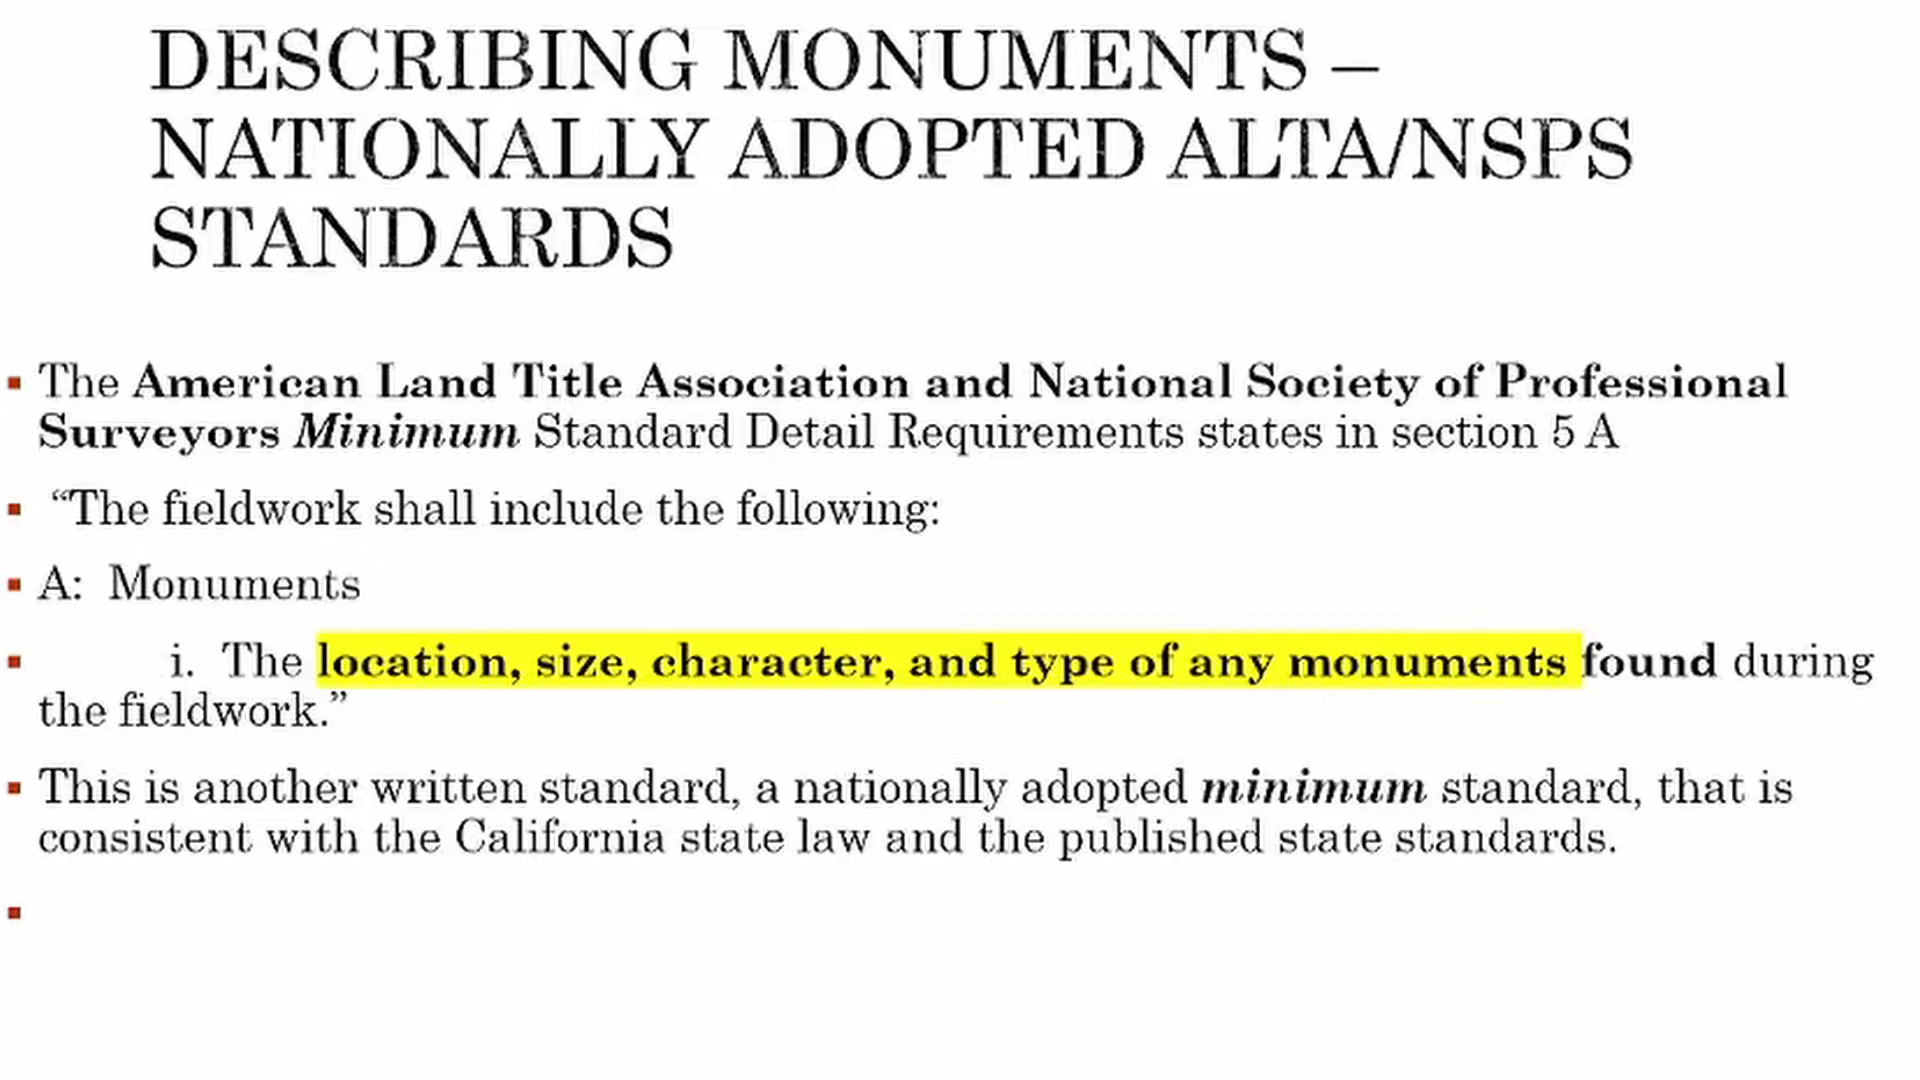 DESCRIBING MONUMENTS –
NATIONALLY ADOPTED ALTA/NSPS
STANDARDS
▪ The American Land Title Association and National Society of Professional
Surveyors Minimum Standard Detail Requirements states in section 5 A
▪ “The fieldwork shall include the following:
▪ A: Monuments
▪ i. The location, size, character, and type of any monuments found during
the fieldwork.”
▪ This is another written standard, a nationally adopted minimum standard, that is
consistent with the California state law and the published state standards.
▪